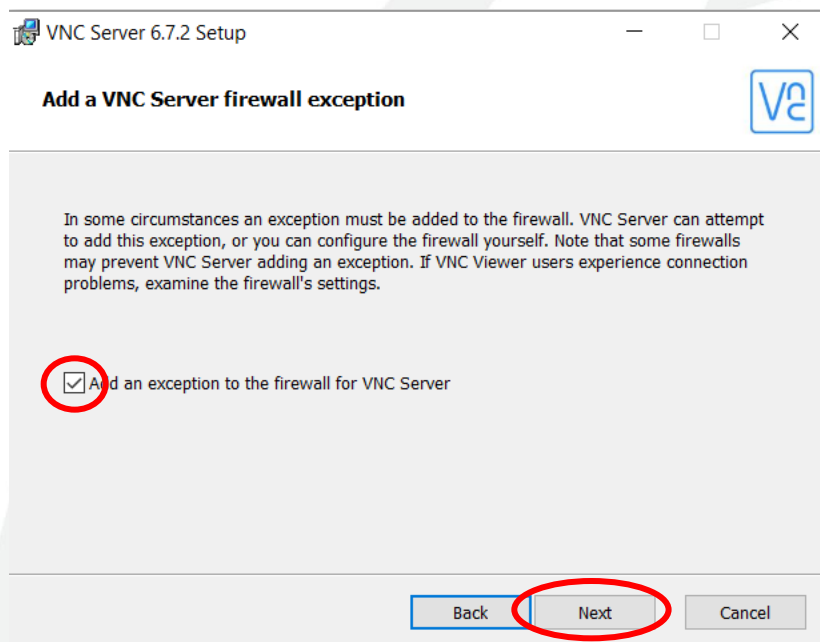 VNC Server 6.7.2 Setup
Add a VNC Server firewall exception
VNC
In some circumstances an exception must be added to the firewall. VNC Server can attempt
to add this exception, or you can configure the firewall yourself. Note that some firewalls
may prevent VNC Server adding an exception. If VNC Viewer users experience connection
problems, examine the firewall's settings.
Add an exception to the firewall for VNC Server
Back Next Cancel